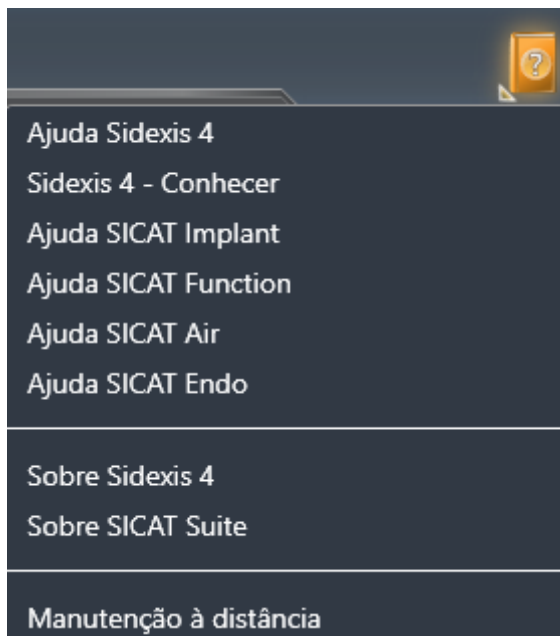 ?
Ajuda Sidexis 4
Sidexis 4 - Conhecer
Ajuda SICAT Implant
Ajuda SICAT Function
Ajuda SICAT Air
Ajuda SICAT Endo
Sobre Sidexis 4
Sobre SICAT Suite
Manutenção à distância